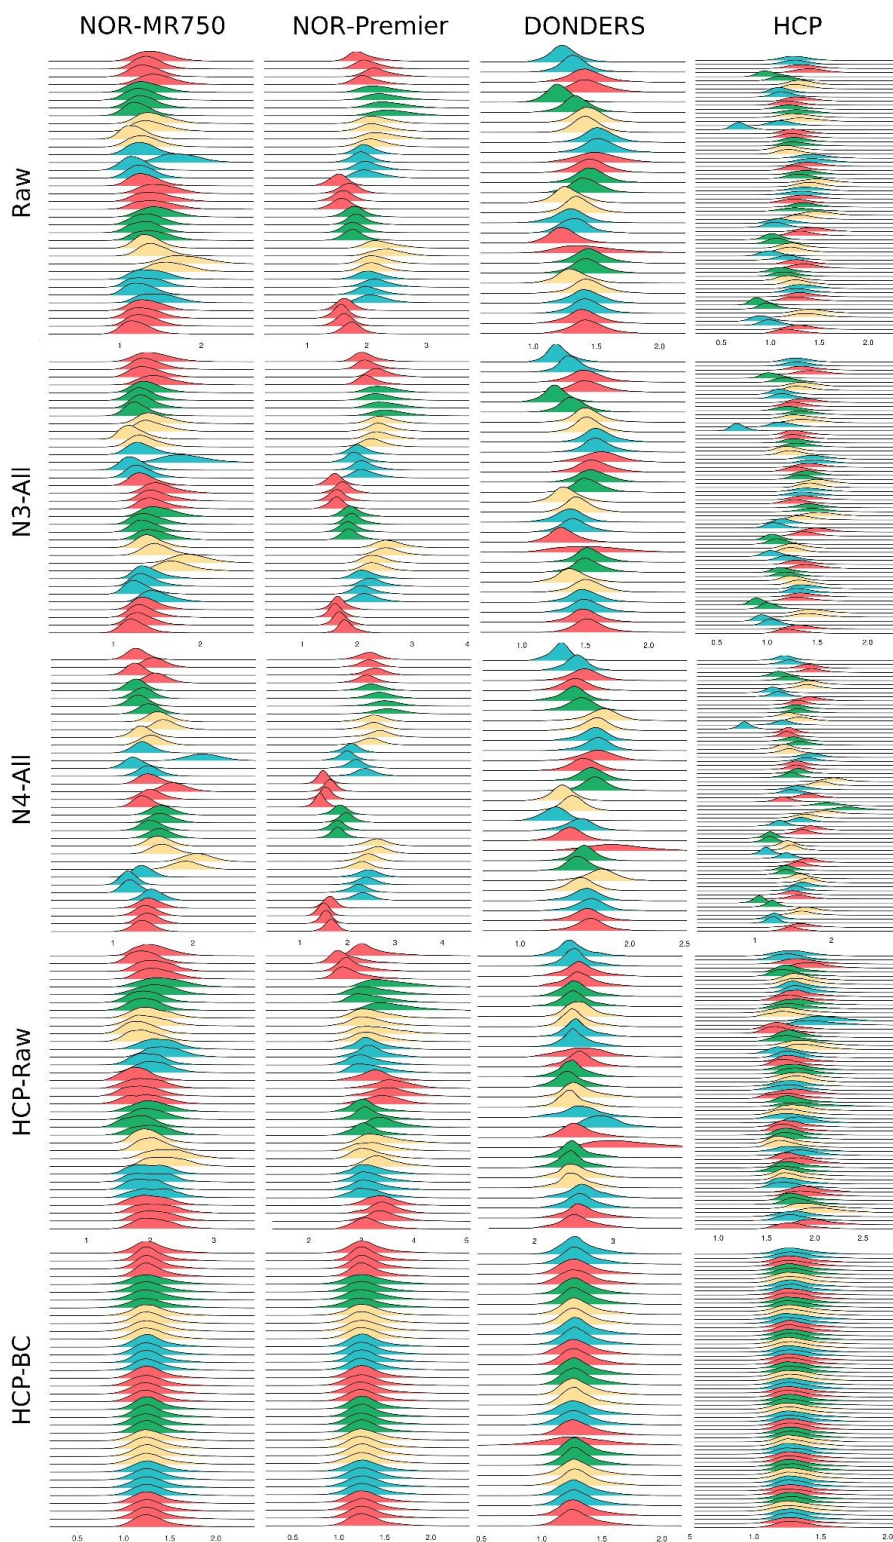 NOR-MR750 NOR-Premier DONDERS HCP
Raw
1 2 1 2 3 1.0 1.5 2.0 0.5 1.0 1.5 2.0
N3-All
1 2 1 2 3 4 1.0 1.5 2.0 0.5 1.0 1.5 2.0
N4-All
1 2 1 2 3 4 1.0 2.0 2.5 1 2
HCP-Raw
1 2 3 2 3 4 5 2 3 1.0 1.5 2.0 2.5
HCP-BC
0.5 1.0 1.5 2.0 0.5 1.0 1.5 2.0 0.5 1.0 1.5 2.0 5 1.0 1.5 2.0